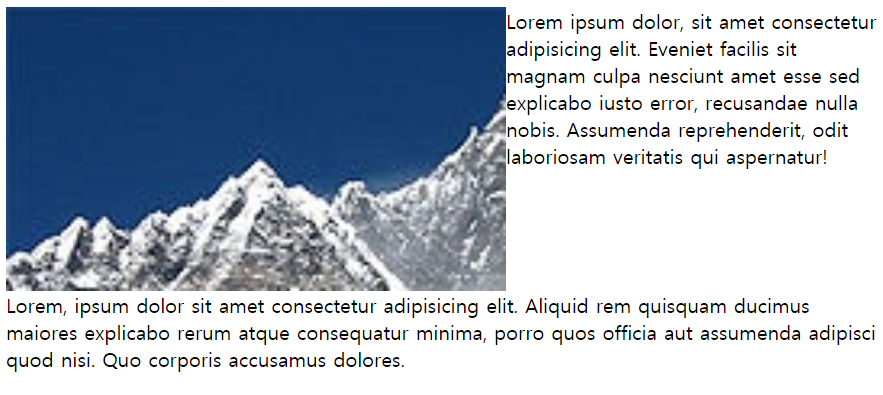 Lorem ipsum dolor, sit amet consectetur
adipisicing elit. Eveniet facilis sit
magnam culpa nesciunt amet esse sed
explicabo iusto error, recusandae nulla
nobis. Assumenda reprehenderit, odit
laboriosam veritatis qui aspernatur!
Lorem, ipsum dolor sit amet consectetur adipisicing elit. Aliquid rem quisquam ducimus
maiores explicabo rerum atque consequatur minima, porro quos officia aut assumenda adipisci
quod nisi. Quo corporis accusamus dolores.